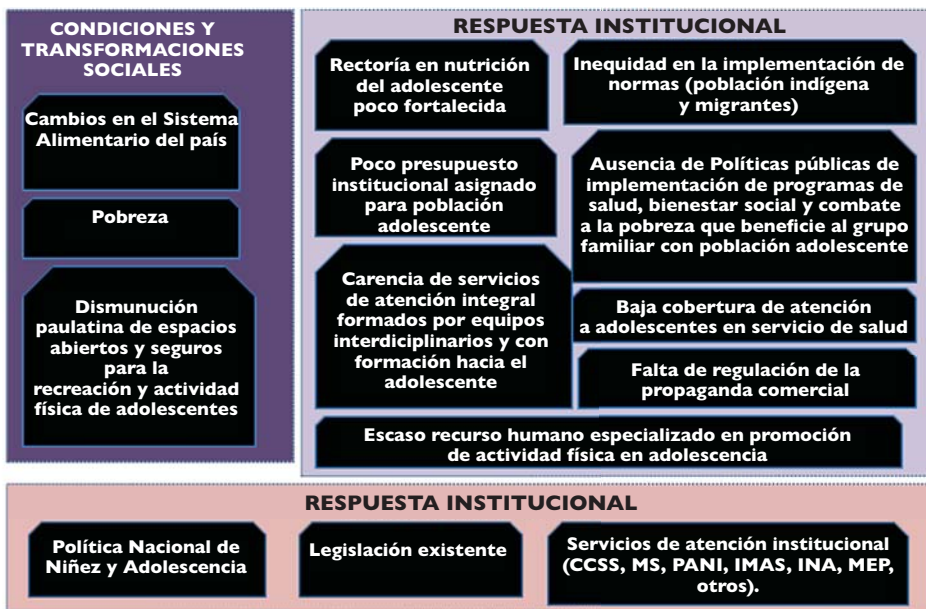 CONDICIONES Y
TRANSFORMACIONES
SOCIALES
Cambios en el Sistema
Alimentario del país
Pobreza
Dismunución
paulatina de espacios
abiertos y seguros
para la
recreación y actividad
física de adolescentes
RESPUESTA INSTITUCIONAL
Rectoría en nutrición
del adolescente
poco fortalecida
Inequidad en la implementación de
normas (población indígena
y migrantes)
Poco presupuesto
institucional asignado
para población
adolescente
Ausencia de Políticas públicas de
implementación de programas de
salud, bienestar social y combate
a la pobreza que beneficie al grupo
familiar con población adolescente
Carencia de servicios
de atención integral
formados por equipos
interdiciplinarios y con
formación hacia el
adolescente
Baja cobertura de atención
a adolescentes en servicio de salud
Falta de regulación de la
propaganda comercial
Escaso recurso humano especializado en promoción
de actividad física en adolescencia
RESPUESTA INSTITUCIONAL
Política Nacional de
Niñez y Adolescencia
Legislación existente
Servicios de atención institucional
(CCSS, MS, PANI, IMAS, INA, MEP,
otros).